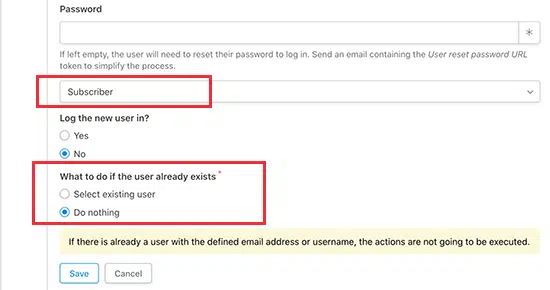 Password
*
If left empty, the user will need to reset their password to log in. Send an email containing the User reset password URL
token to simplify the process.
Subscriber
Log the new user in?
Yes
No
What to do if the user already exists *
Select existing user
Do nothing
If there is already a user with the defined email address or username, the actions are not going to be executed.
Save Cancel